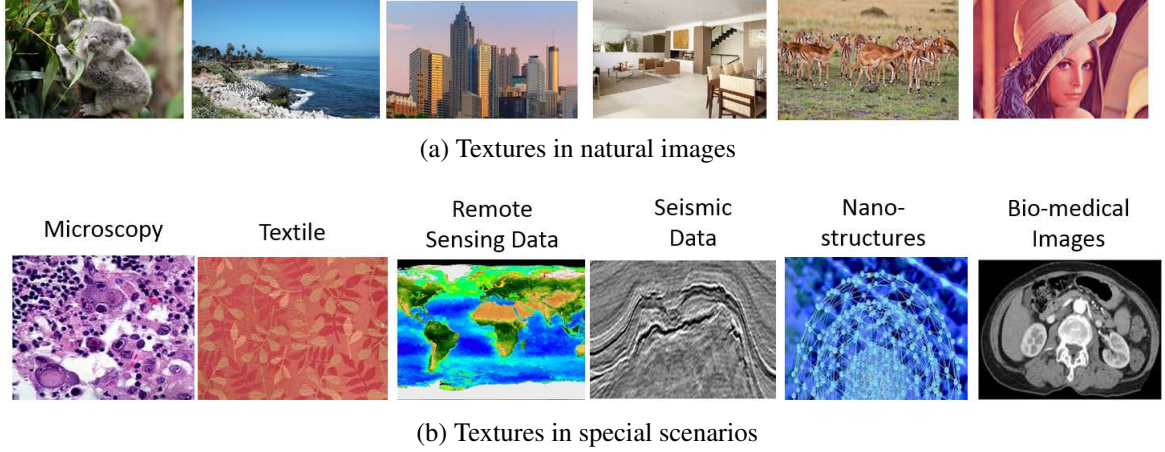 (a) Textures in natural images
Microscopy
Textile
Remote
Sensing Data
Seismic
Data
Nano-
structures
Bio-medical
Images
(b) Textures in special scenarios